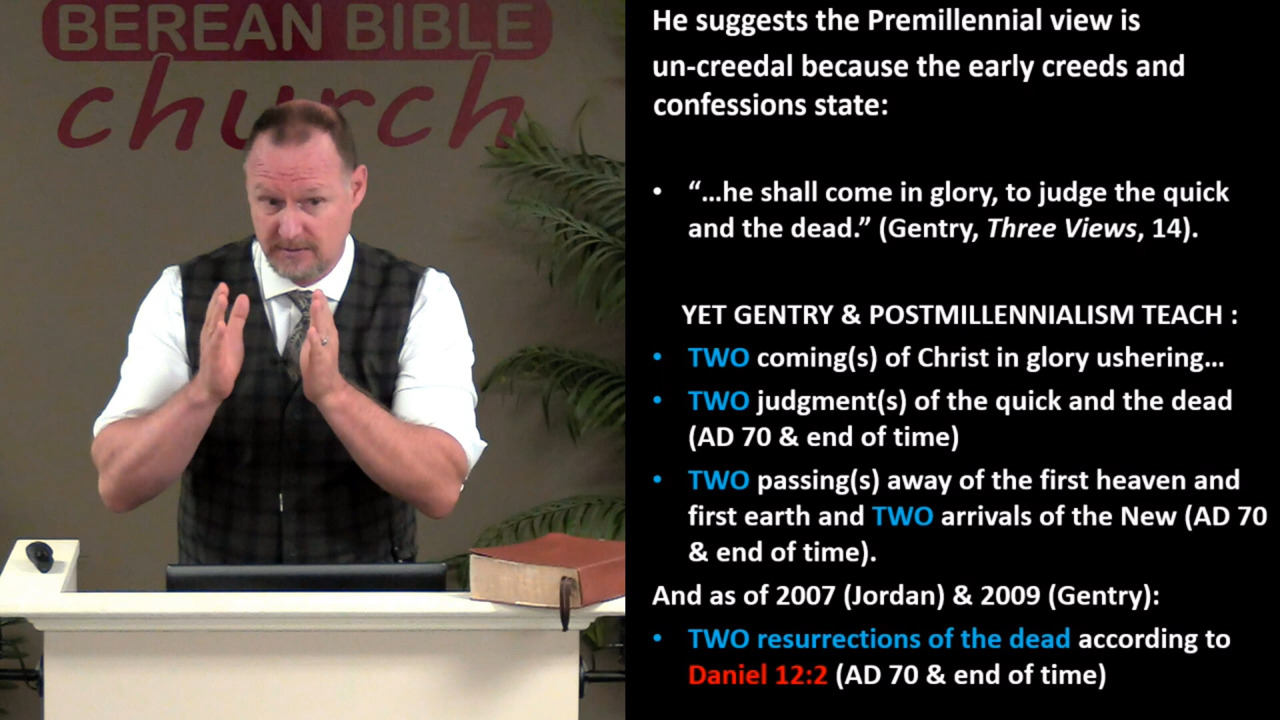 BEREAN BIBLE
church
He suggests the Premillennial view is
un-creedal because the early creeds and
confessions state:
• “…he shall come in glory, to judge the quick
and the dead.” (Gentry, Three Views, 14).
YET GENTRY & POSTMILLENNIALISM TEACH :
• TWO coming(s) of Christ in glory ushering…
• TWO judgment(s) of the quick and the dead
(AD 70 & end of time)
• TWO passing(s) away of the first heaven and
first earth and TWO arrivals of the New (AD 70
& end of time).
And as of 2007 (Jordan) & 2009 (Gentry):
• TWO resurrections of the dead according to
Daniel 12:2 (AD 70 & end of time)